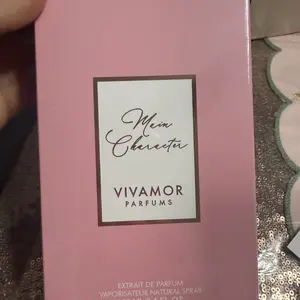 Main
Character
VIVAMOR
PARFUMS
EXTRAIT DE PARFUM
VAPORISATEUR NATURAL SPRAY